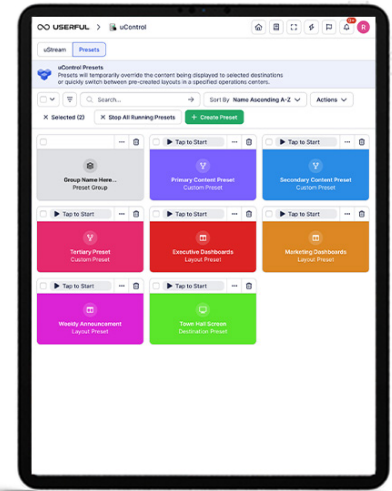 USERFUL > uControl
R
uStream Presets
uControl Presets
Presets will temporarily override the content being displayed to selected destinations
or quickly switch between pre-created layouts in a specified operations centers.
Search... Sort By Name Ascending A-Z Actions
X Selected (2) X Stop All Running Presets + Create Preset
Tap to Start Tap to Start
Group Name Here... Primary Content Preset Secondary Content Preset
Preset Group Custom Preset Custom Preset
Tap to Start Tap to Start Tap to Start
Tertiary Preset Executive Dashboards Marketing Dashboards
Custom Preset Layout Preset Layout Preset
Tap to Start Tap to Start
Weekly Announcement Town Hall Screen
Layout Preset Destination Preset